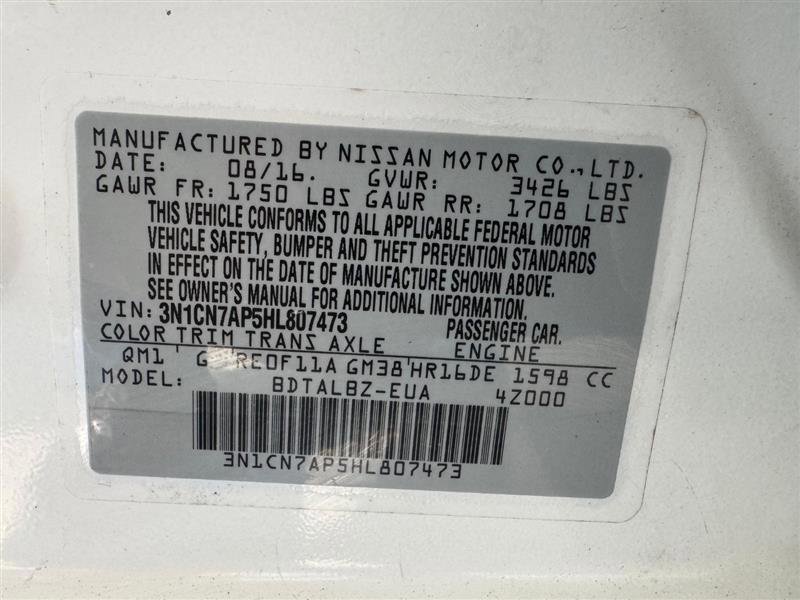 MANUFACTURED BY NISSAN MOTOR CO., LTD.
DATE: 08/16. GVWR: 3426 LBS
GAWR FR: 1750 LBS GAWR RR: 1708 LBS
THIS VEHICLE CONFORMS TO ALL APPLICABLE FEDERAL MOTOR
VEHICLE SAFETY, BUMPER AND THEFT PREVENTION STANDARDS
IN EFFECT ON THE DATE OF MANUFACTURE SHOWN ABOVE.
SEE OWNER'S MANUAL FOR ADDITIONAL INFORMATION.
VIN: 3N1CN7AP5HL807473 PASSENGER CAR.
COLOR TRIM TRANS AXLE ENGINE
QM1 ' G ' RE0F11A GM38 ' HR16DE 1598 CC
MODEL: BDTALBZ-EUA 4Z000
3N1CN7AP5HL807473